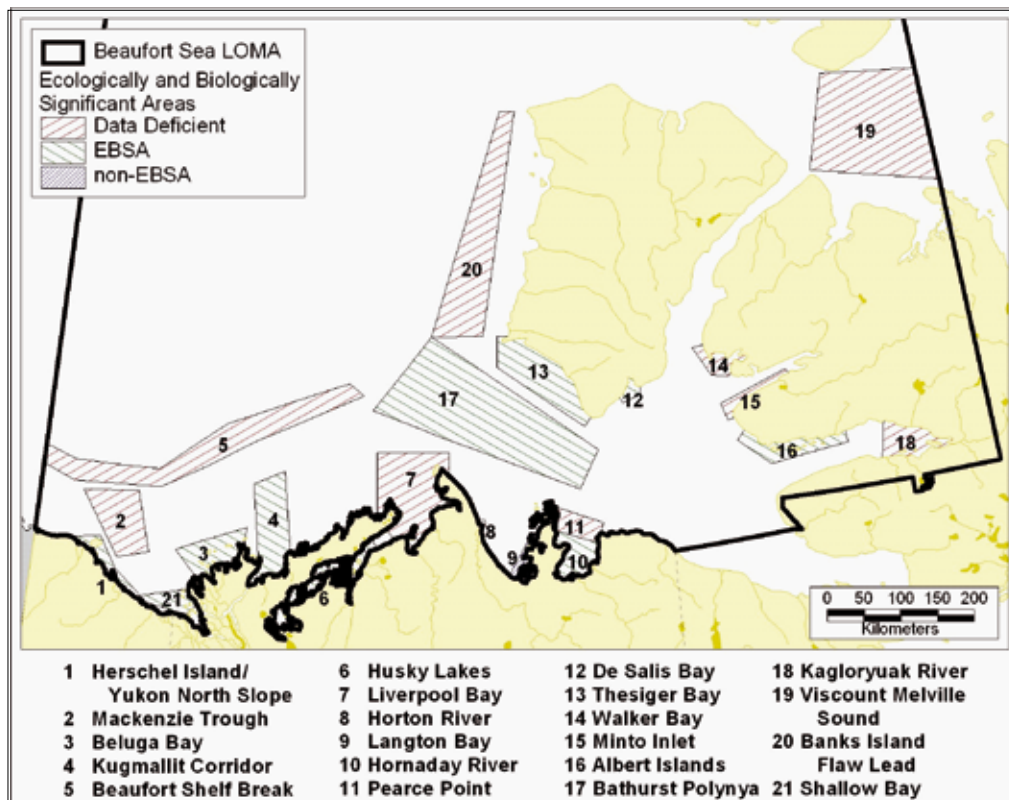 Beaufort Sea LOMA
Ecologically and Biologically
Significant Areas
Data Deficient
EBSA
non-EBSA
19
20
14
13
12
15
17
16
18
5
7
2
4
8
11
3
9
10
1
21
6
0 50 100 150 200
Kilometers
1 Herschel Island/
Yukon North Slope
2 Mackenzie Trough
3 Beluga Bay
4 Kugmallit Corridor
5 Beaufort Shelf Break
6 Husky Lakes
7 Liverpool Bay
8 Horton River
9 Langton Bay
10 Hornaday River
11 Pearce Point
12 De Salis Bay
13 Thesiger Bay
14 Walker Bay
15 Minto Inlet
16 Albert Islands
17 Bathurst Polynya
18 Kagloryuak River
19 Viscount Melville
Sound
20 Banks Island
Flaw Lead
21 Shallow Bay